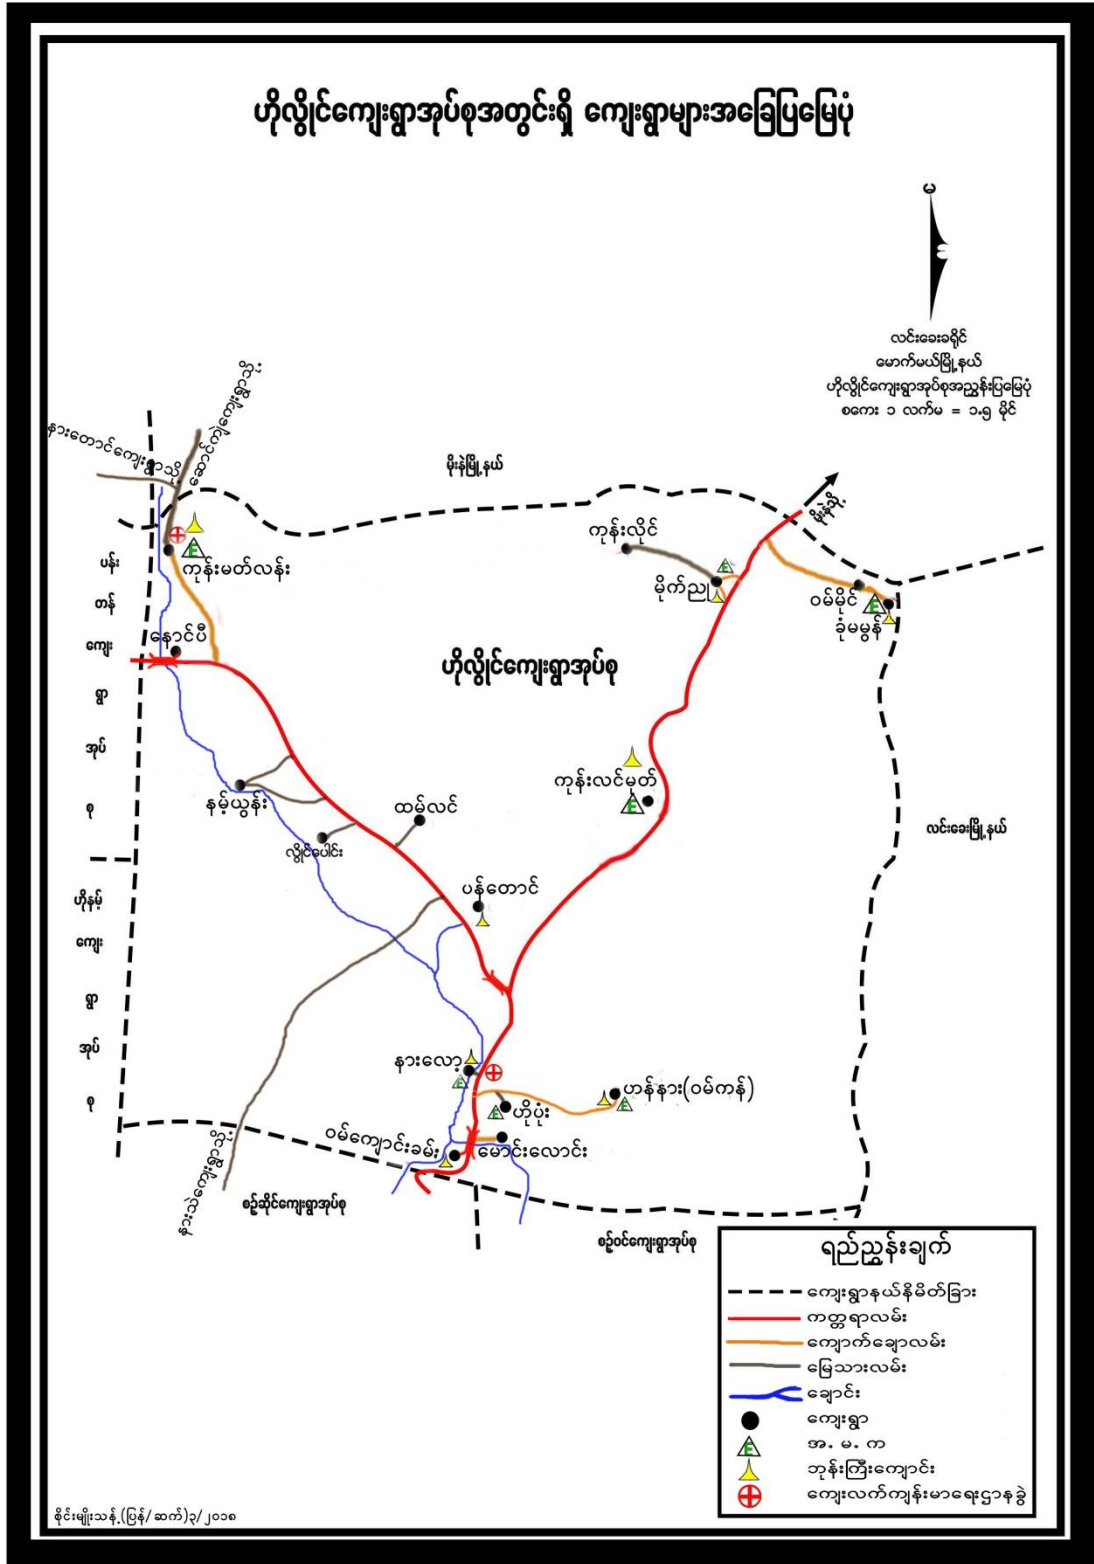 ဟိုလွိုင်ကျေးရွာအုပ်စုအတွင်းရှိ ကျေးရွာများအခြေပြမြေပုံ
မ
လင်းခေးခရိုင်
မောက်မယ်မြို့နယ်
ဟိုလွိုင်ကျေးရွာအုပ်စုအညွှန်းပြမြေပုံ
စကေး ၁ လက်မ = ၁.၅ မိုင်
နားတောင်ကျေးရွာသို့
ဆောင်ကျဲကျေးရွာသို့
မိုးနဲမြို့နယ်
မိုးနဲသို့
ကုန်းလိုင်
မိုက်ညု
ဝမ်မိုင်
ခုံမမွန်
ကုန်းမတ်လန်း
နောင်ပီ
ပန်း
တန်
ကျေး
ရွာ
အုပ်
စု
ဟိုလွိုင်ကျေးရွာအုပ်စု
ကုန်းလင်မှတ်
နမ့်ယွန်း
ထမ်လင်
လွိုင်ပေါင်း
လင်းခေးမြို့နယ်
ပန်တောင်
ဟိုနမ့်
ကျေး
ရွာ
အုပ်
စု
နားလော့
ဟန်နား(ဝမ်ကန်)
ဟိုပုံး
ဝမ်ကျောင်းခမ်း
မောင်းလောင်း
နားသဲကျေးရွာသို့
စဉ့်ဆိုင်ကျေးရွာအုပ်စု
စဉ့်ဝင်ကျေးရွာအုပ်စု
ရည်ညွှန်းချက်
ကျေးရွာနယ်နိမိတ်ခြား
ကတ္တရာလမ်း
ကျောက်ချောလမ်း
မြေသားလမ်း
ချောင်း
ကျေးရွာ
အ. မ. က
ဘုန်းကြီးကျောင်း
ကျေးလက်ကျန်းမာရေးဌာနခွဲ
စိုင်းမျိုးသန့်(ပြန်/ဆက်)၃/၂၀၁၈